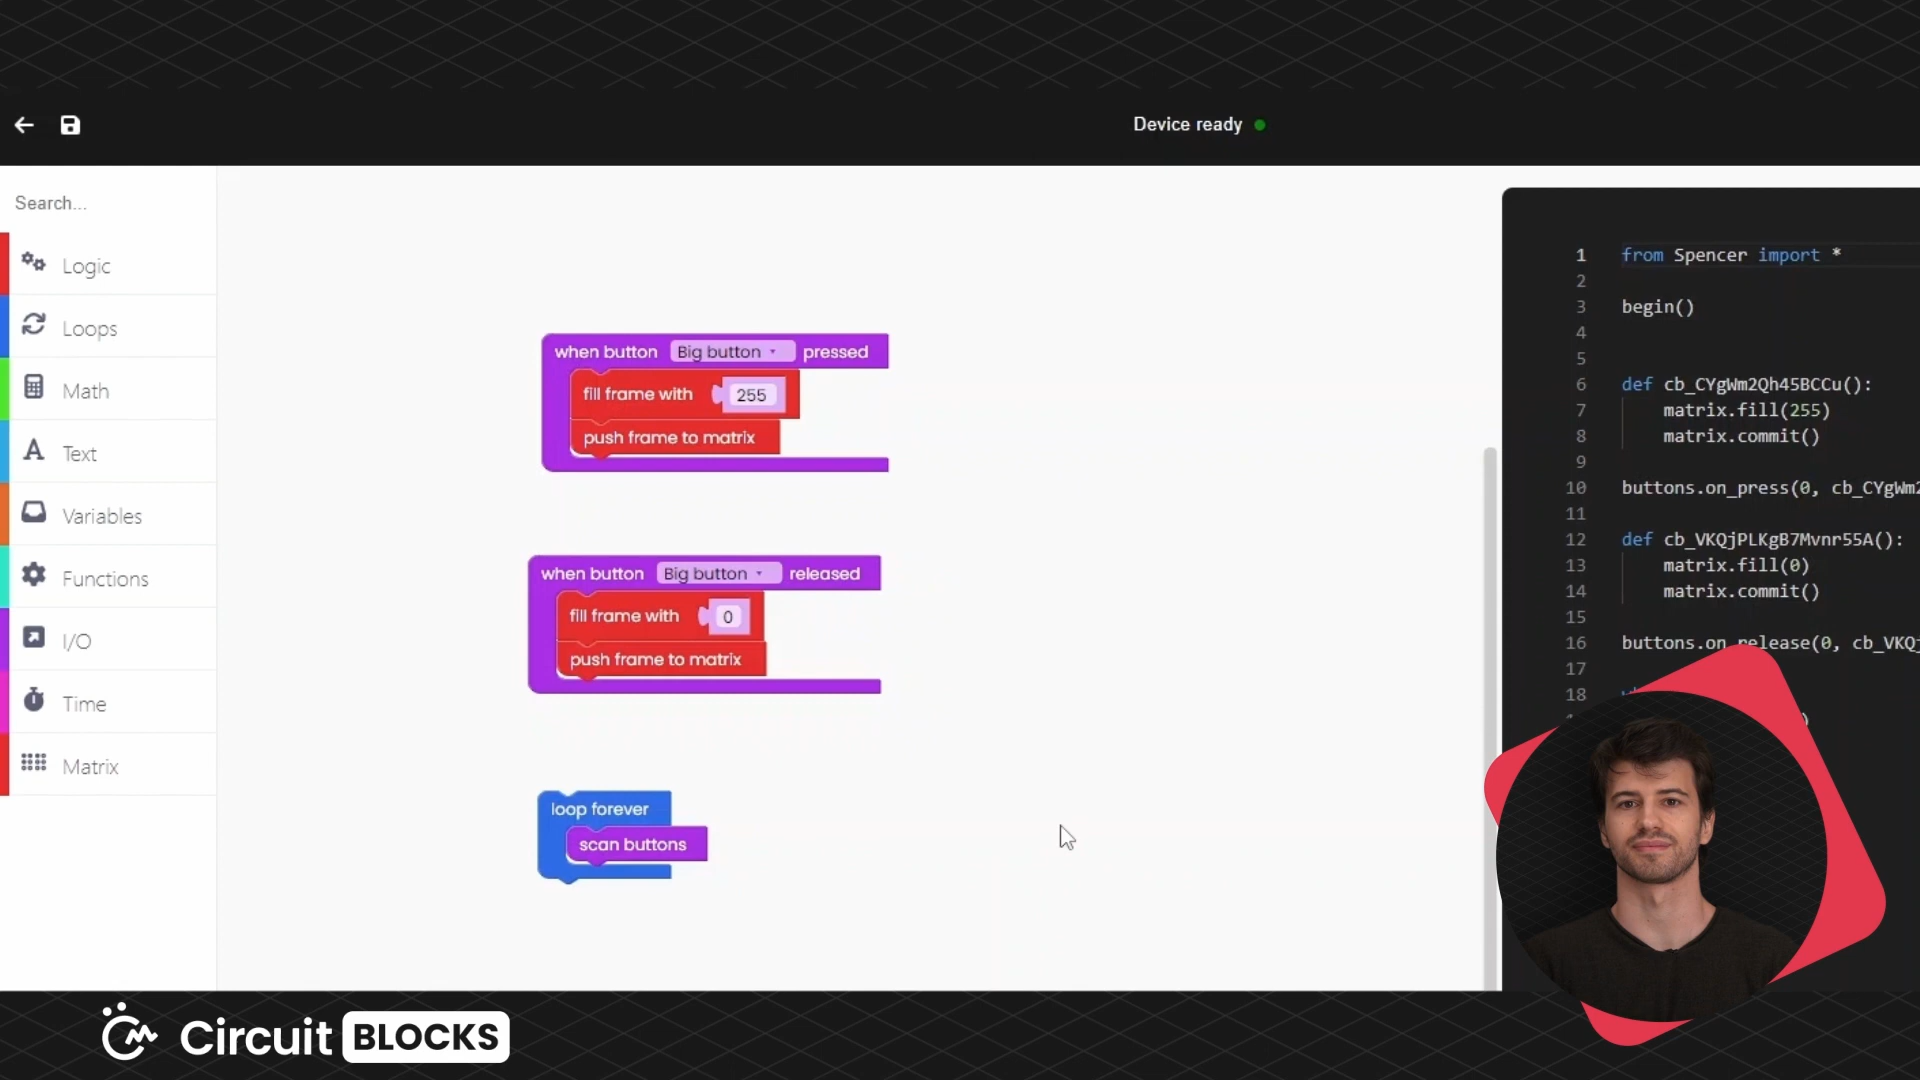 Device ready
Search...
Logic
Loops
Math
Text
Variables
Functions
I/O
Time
Matrix
when button Big button pressed
fill frame with 255
push frame to matrix
when button Big button released
fill frame with 0
push frame to matrix
loop forever
scan buttons
1 from Spencer import *
2
3 begin()
4
5
6 def cb_CYgWm2Qh45BCCu():
7 matrix.fill(255)
8 matrix.commit()
9
10 buttons.on_press(0, cb_CYgWm2
11
12 def cb_VKQjPLKgB7Mvnr55A():
13 matrix.fill(0)
14 matrix.commit()
15
16 buttons.on_release(0, cb_VKQj
17
18
Circuit BLOCKS